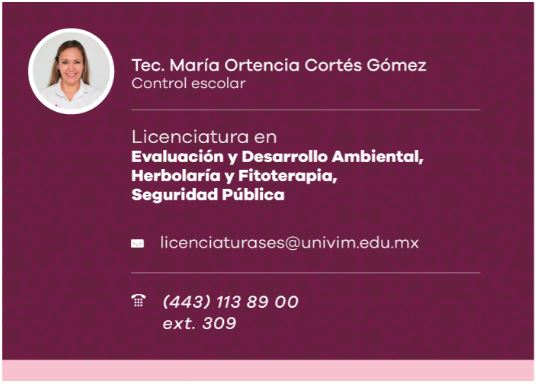 Tec. María Ortencia Cortés Gómez
Control escolar
Licenciatura en
Evaluación y Desarrollo Ambiental,
Herbolaría y Fitoterapia,
Seguridad Pública
licenciaturases@univim.edu.mx
(443) 113 89 00
ext. 309